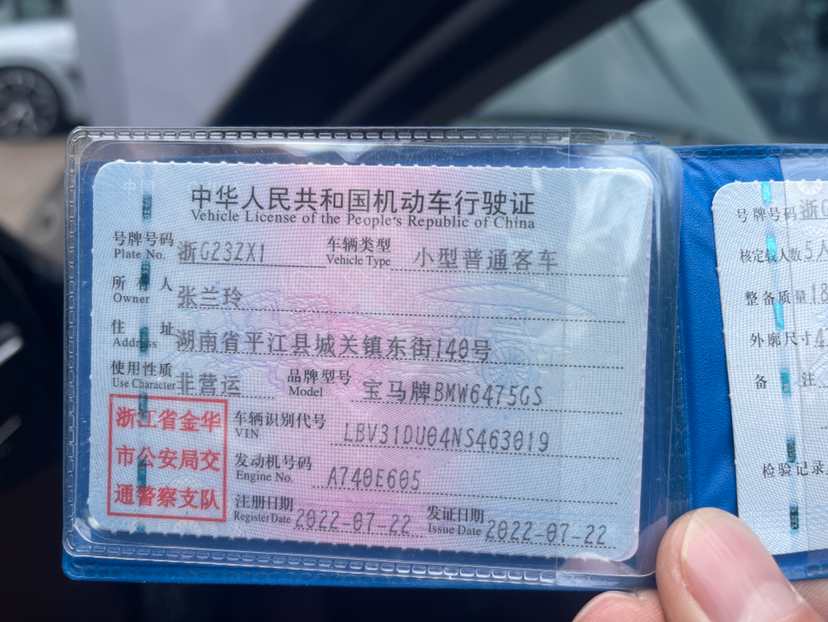 中华人民共和国机动车行驶证
Vehicle License of the People's Republic of China
号牌号码 浙G23ZX1 车辆类型 小型普通客车
Plate No. Vehicle Type
所有人 张兰玲
Owner
住址 湖南省平江县城关镇东街140号
Address
使用性质 非营运 品牌型号 宝马牌BMW6475GS
Use Character Model
浙江省金华
市公安局交
通警察支队
车辆识别代号 LBV31DU04NS463019
VIN
发动机号码 A740E605
Engine No.
注册日期 2022-07-22 发证日期 2022-07-22
Register Date Issue Date
号牌号码 浙G
核定载人数 5人
整备质量 18
外廓尺寸 4
备注
检验记录